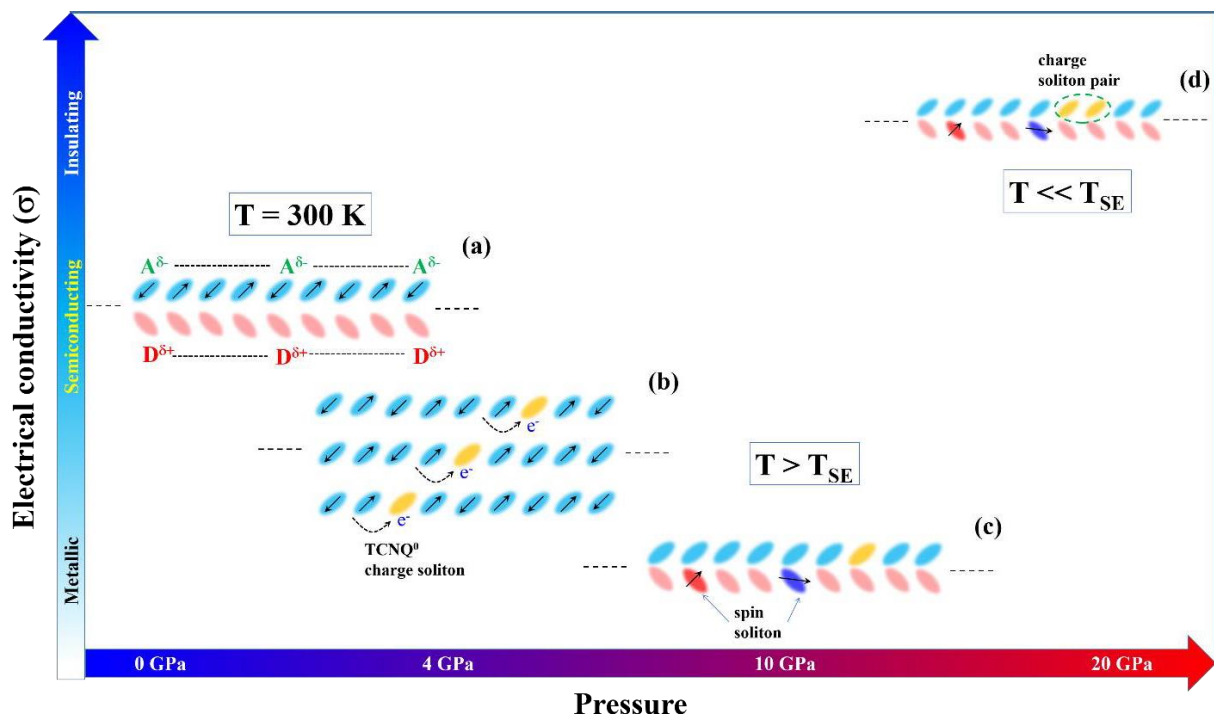 Electrical conductivity (σ)
Insulating
Semiconducting
Metallic
charge
soliton pair
(d)
T << T_SE
T = 300 K
(a)
A^δ- A^δ- A^δ-
D^δ+ D^δ+ D^δ+
(b)
e^-
e^-
e^-
T > T_SE
TCNQ^0
charge soliton
(c)
spin
soliton
0 GPa 4 GPa 10 GPa 20 GPa
Pressure